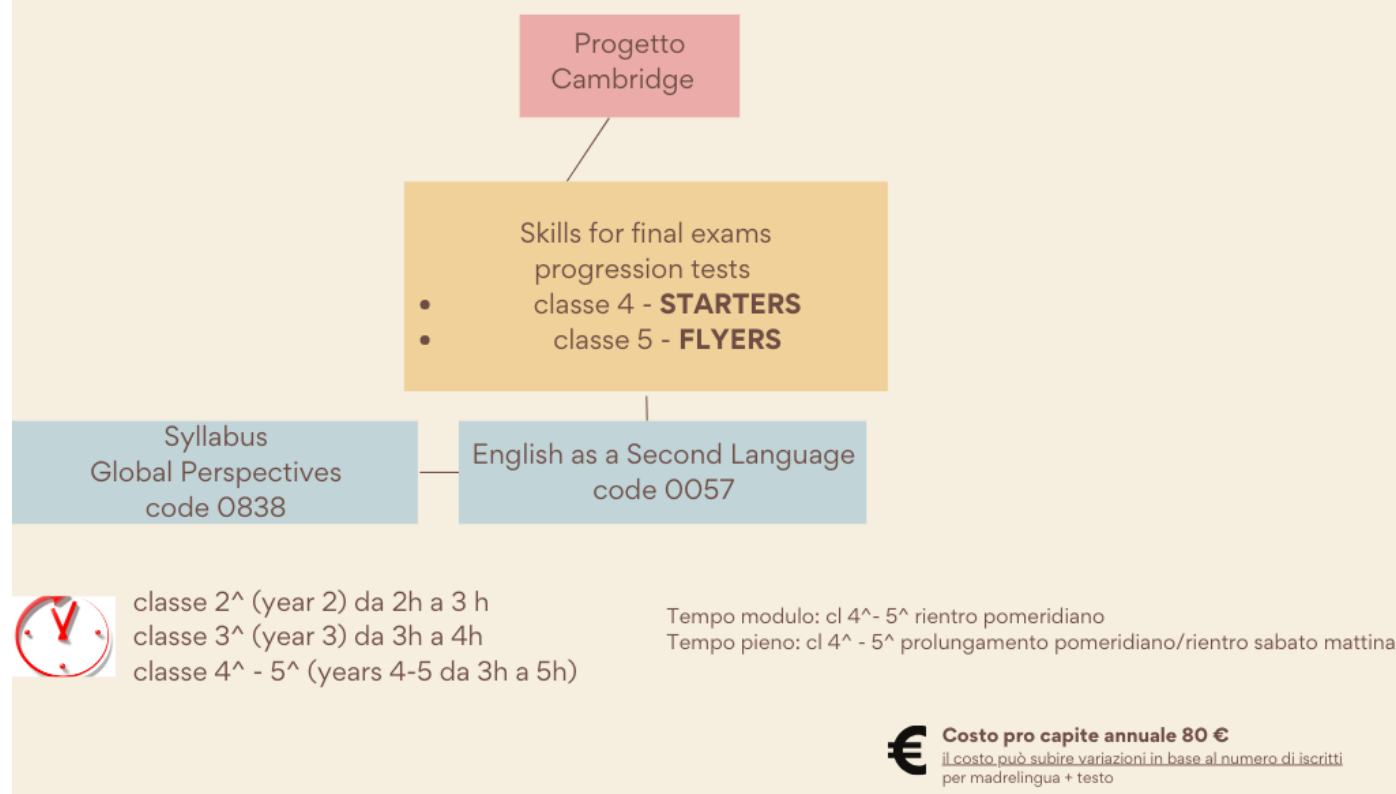 Progetto
Cambridge
Skills for final exams
progression tests
• classe 4 - STARTERS
• classe 5 - FLYERS
Syllabus
Global Perspectives
code 0838
English as a Second Language
code 0057
classe 2^ (year 2) da 2h a 3 h
classe 3^ (year 3) da 3h a 4h
classe 4^ - 5^ (years 4-5 da 3h a 5h)
Tempo modulo: cl 4^- 5^ rientro pomeridiano
Tempo pieno: cl 4^ - 5^ prolungamento pomeridiano/rientro sabato mattina
€
Costo pro capite annuale 80 €
il costo può subire variazioni in base al numero di iscritti
per madrelingua + testo